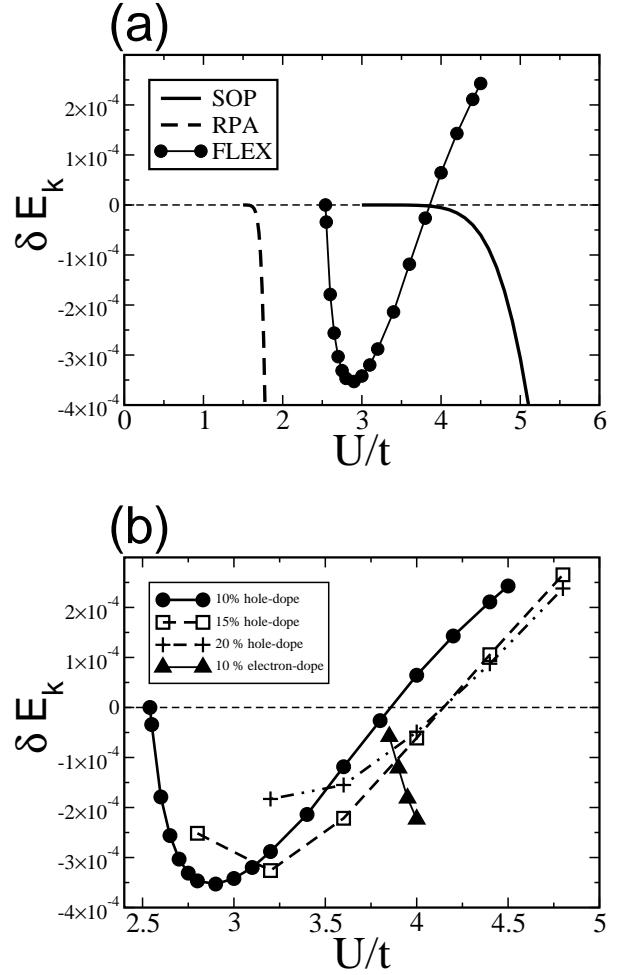 (a)
SOP
RPA
FLEX
2×10⁻⁴
1×10⁻⁴
0
-1×10⁻⁴
-2×10⁻⁴
-3×10⁻⁴
-4×10⁻⁴
δ E_k
0 1 2 3 4 5 6
U/t
(b)
10% hole-dope
15% hole-dope
20 % hole-dope
10 % electron-dope
2×10⁻⁴
1×10⁻⁴
0
-1×10⁻⁴
-2×10⁻⁴
-3×10⁻⁴
-4×10⁻⁴
δ E_k
2.5 3 3.5 4 4.5 5
U/t